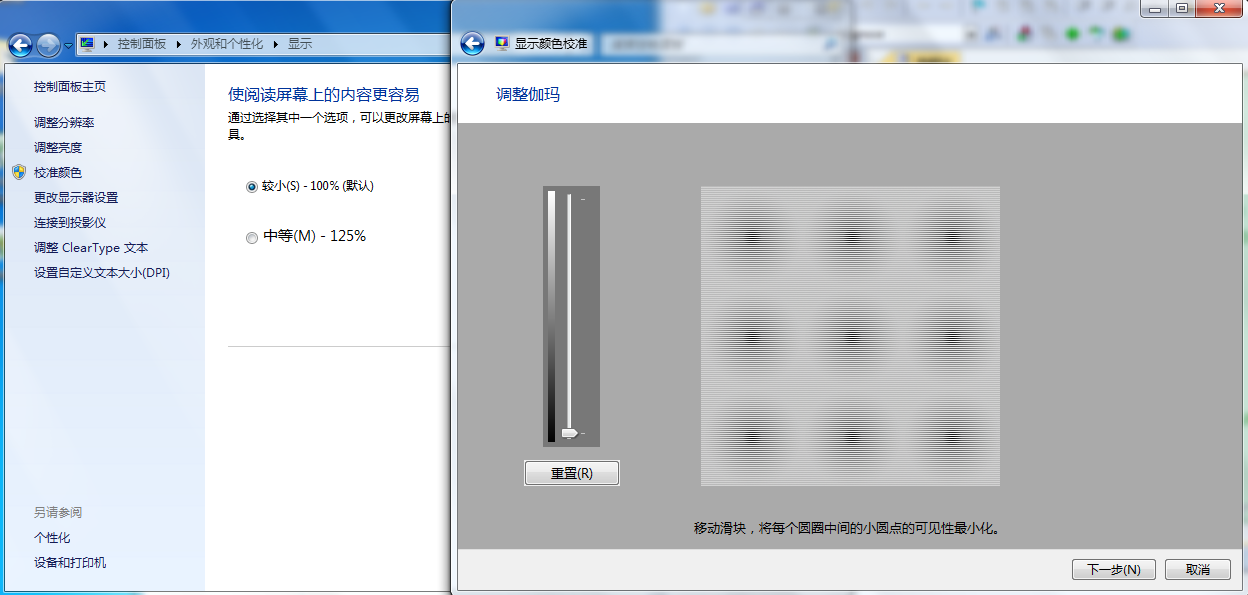 控制面板 外观和个性化 显示
控制面板主页
调整分辨率
调整亮度
校准颜色
更改显示器设置
连接到投影仪
调整 ClearType 文本
设置自定义文本大小(DPI)
另请参阅
个性化
设备和打印机
使阅读屏幕上的内容更容易
通过选择其中一个选项，可以更改屏幕上的
具。
较小(S) - 100% (默认)
中等(M) - 125%
显示颜色校准
调整伽玛
重置(R)
移动滑块，将每个圆圈中间的小圆点的可见性最小化。
下一步(N)
取消